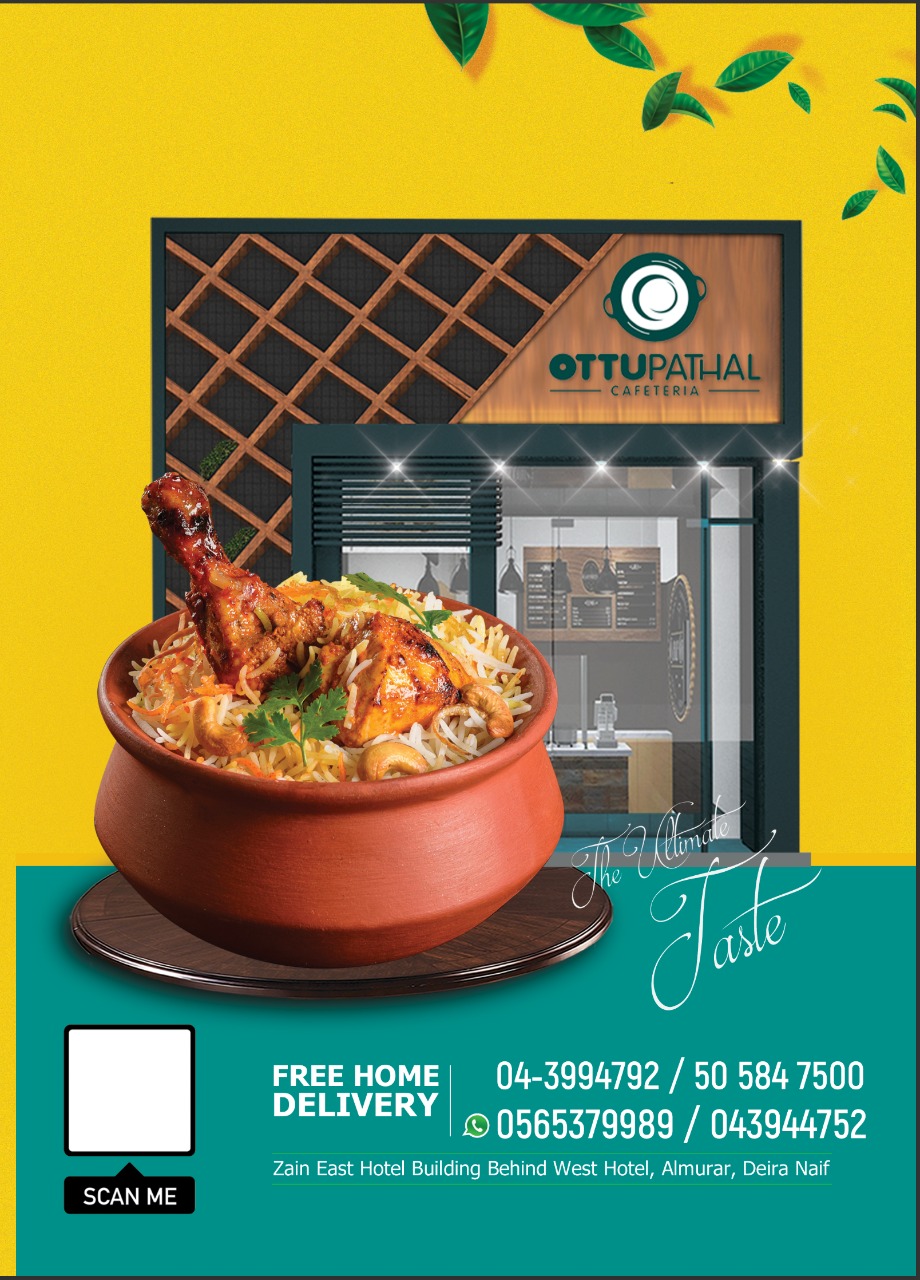 OTTUPATHAL
CAFETERIA
The Ultimate
Taste
SCAN ME
FREE HOME
DELIVERY
04-3994792 / 50 584 7500
0565379989 / 043944752
Zain East Hotel Building Behind West Hotel, Almurar, Deira Naif